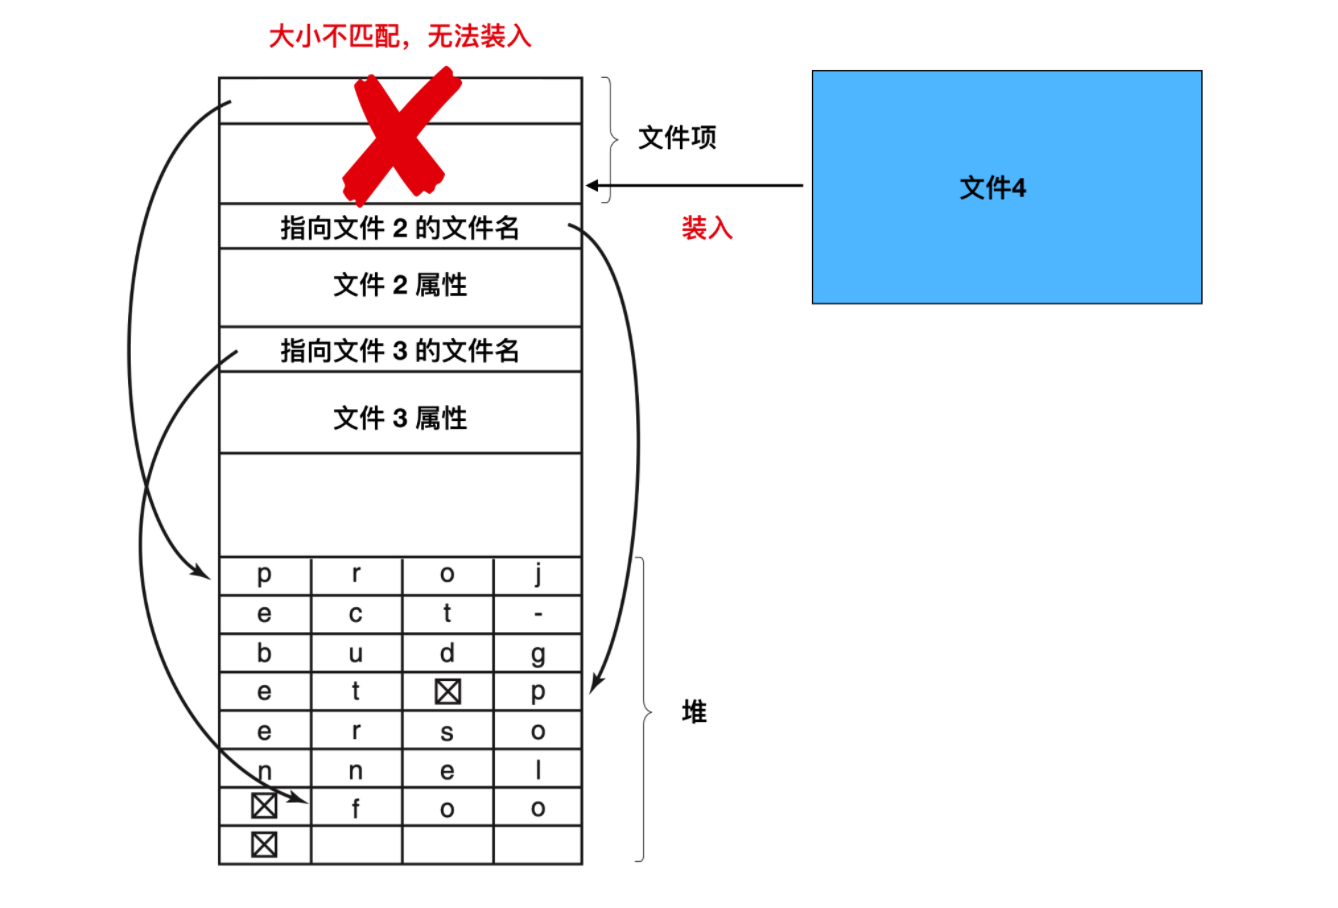 大小不匹配，无法装入
文件项
文件4
装入
指向文件 2 的文件名
文件 2 属性
指向文件 3 的文件名
文件 3 属性
p r o j
e c t -
b u d g
e t ☒ p
e r s o
n n e l
☒ f o o
☒
堆